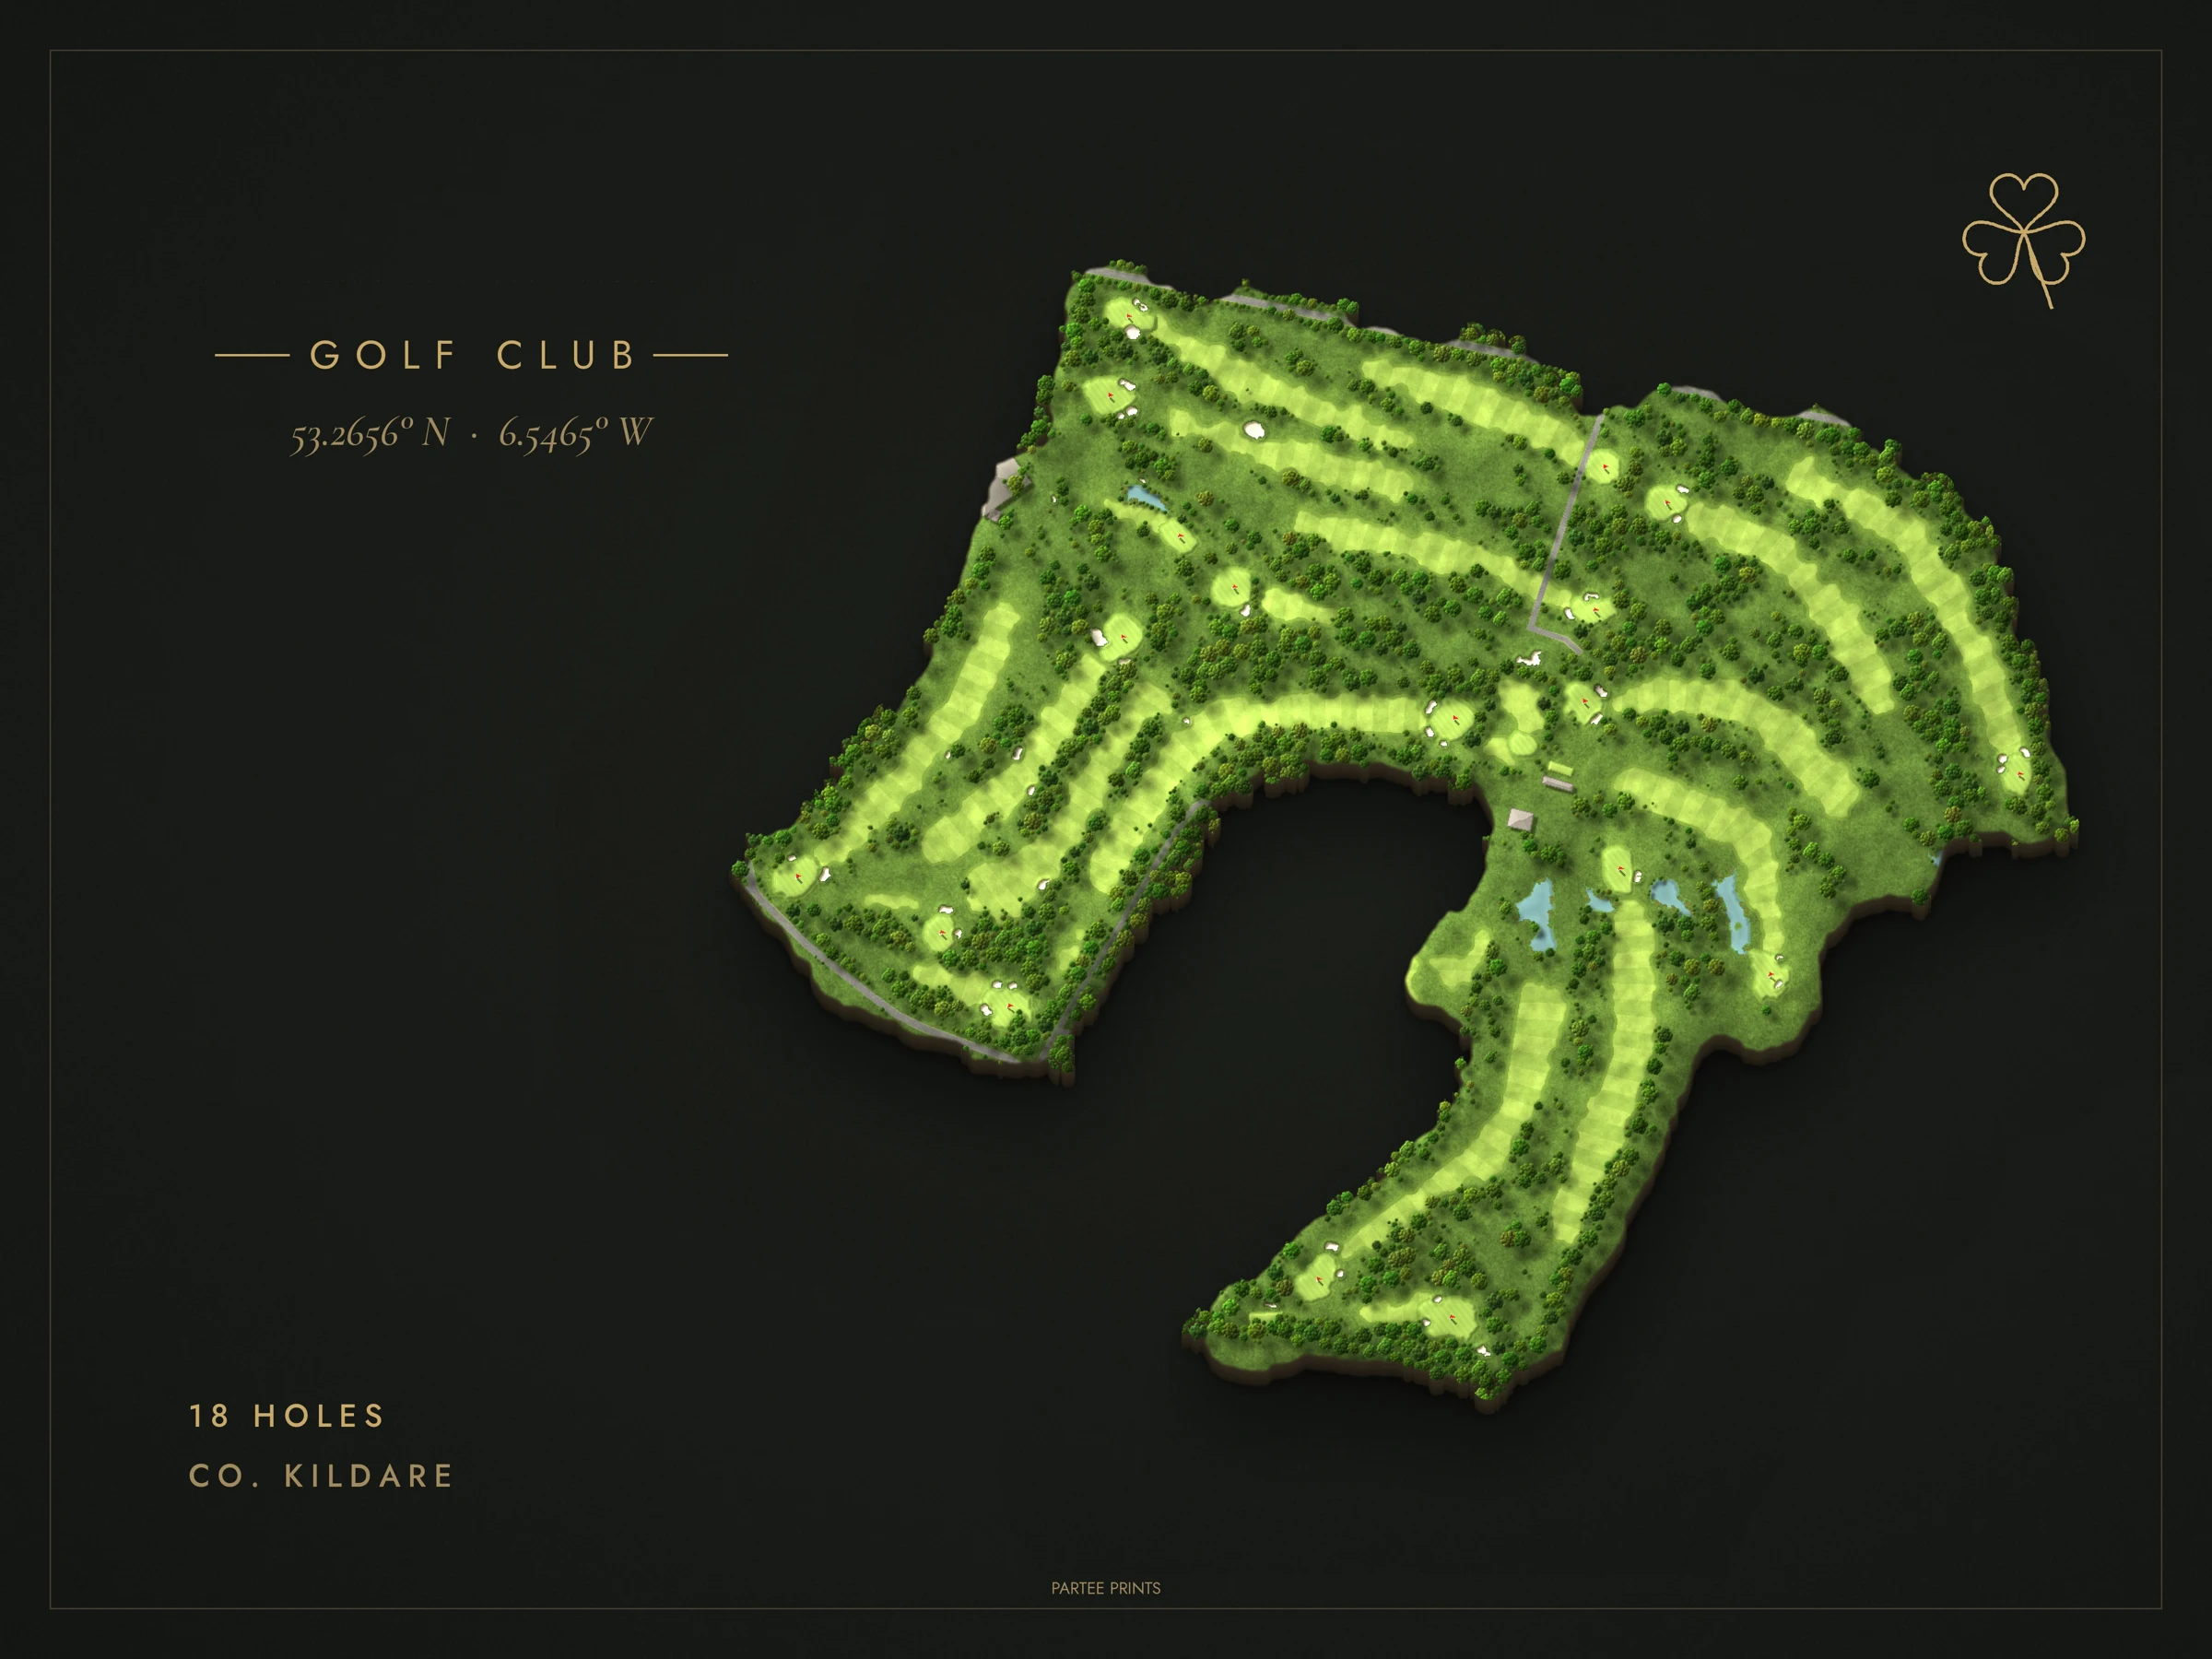 GOLF CLUB
53.2656° N · 6.5465° W
18 HOLES
CO. KILDARE
PARTEE PRINTS